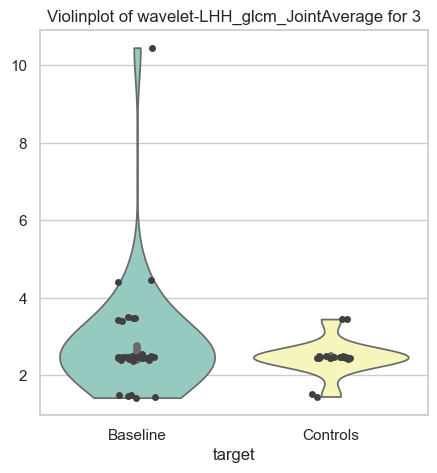 Violinplot of wavelet-LHH_glcm_JointAverage for 3
10
8
6
4
2
Baseline Controls
target